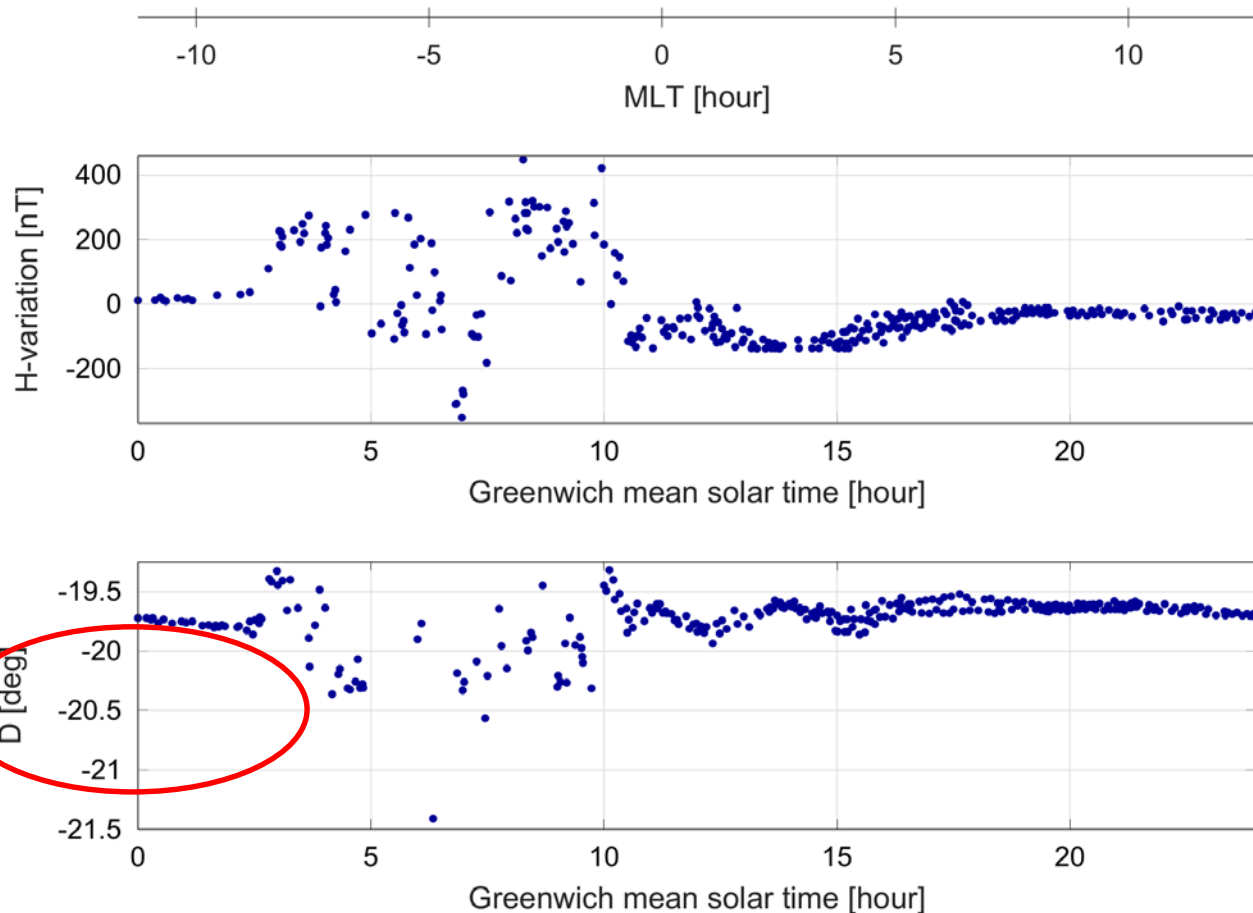 -10 -5 0 5 10
MLT [hour]
400
200
0
-200
H-variation [nT]
0 5 10 15 20
Greenwich mean solar time [hour]
-19.5
-20
-20.5
-21
-21.5
D [deg]
0 5 10 15 20
Greenwich mean solar time [hour]